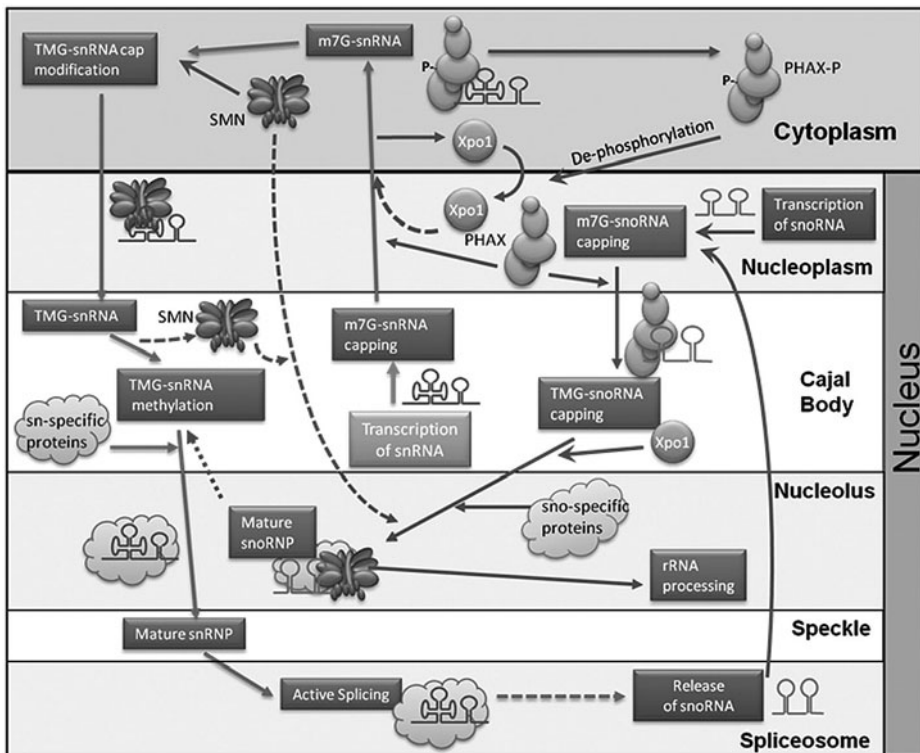 TMG-snRNA cap
modification
m7G-snRNA
P-
P-
PHAX-P
SMN
Xpo1
De-phosphorylation
Cytoplasm
Xpo1
PHAX
m7G-snoRNA
capping
Transcription
of snoRNA
Nucleoplasm
TMG-snRNA
SMN
m7G-snRNA
capping
TMG-snRNA
methylation
TMG-snoRNA
capping
Cajal
Body
sn-specific
proteins
Transcription
of snRNA
Xpo1
Nucleolus
Mature
snoRNP
sno-specific
proteins
rRNA
processing
Mature snRNP
Speckle
Active Splicing
Release
of snoRNA
Spliceosome
Nucleus